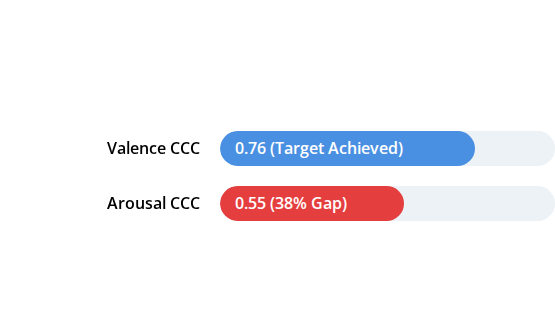 Valence CCC 0.76 (Target Achieved)
Arousal CCC 0.55 (38% Gap)